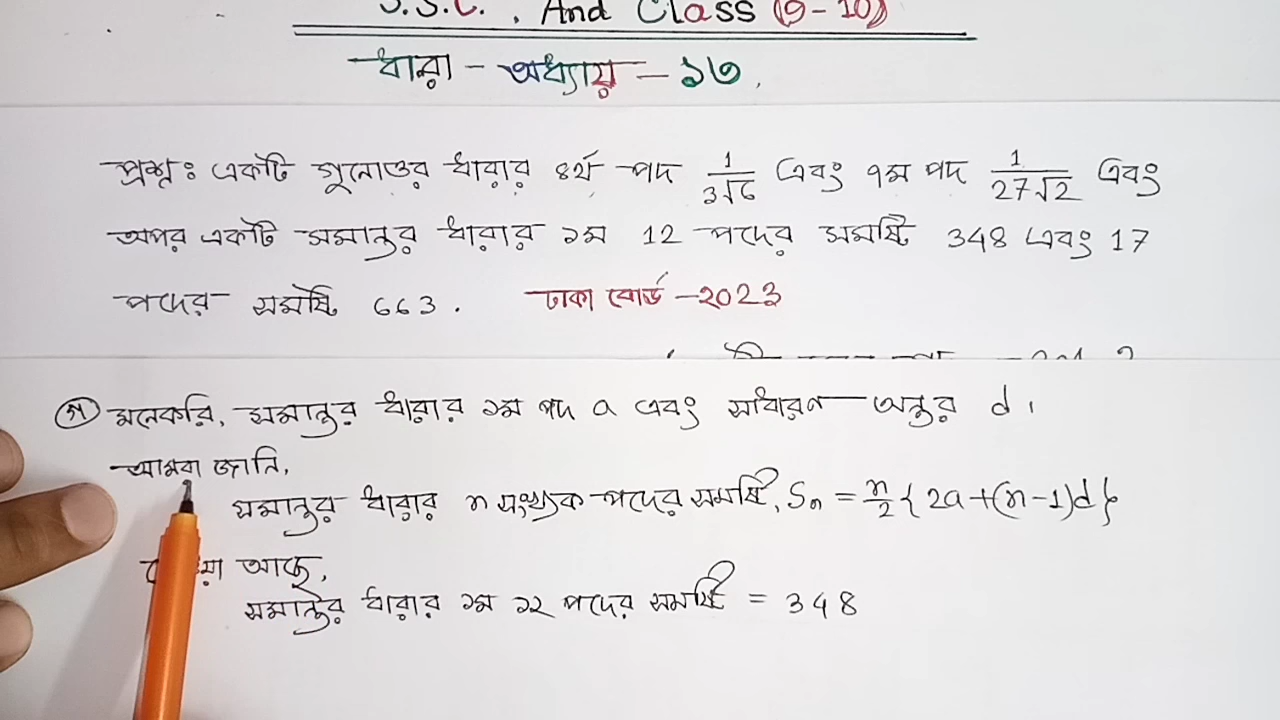 S.S.C. , And Class (9-10)
ধারা - অধ্যায় - ১৩ .
প্রশ্নঃ একটি গুনোত্তর ধারার ৪র্থ পদ 1/3√6 এবং ৭ম পদ 1/27√2 এবং
অপর একটি সমান্তর ধারার ১ম 12 পদের সমষ্টি 348 এবং 17
পদের সমষ্টি 663 . ঢাকা বোর্ড -২০২৩
গ মনেকরি, সমান্তর ধারার ১ম পদ a এবং সাধারণ অন্তর d।
আমরা জানি,
সমান্তর ধারার n সংখ্যক পদের সমষ্টি, Sn = n/2 { 2a+(n-1)d}
আছে,
সমান্তর ধারার ১ম ১২ পদের সমষ্টি = 348